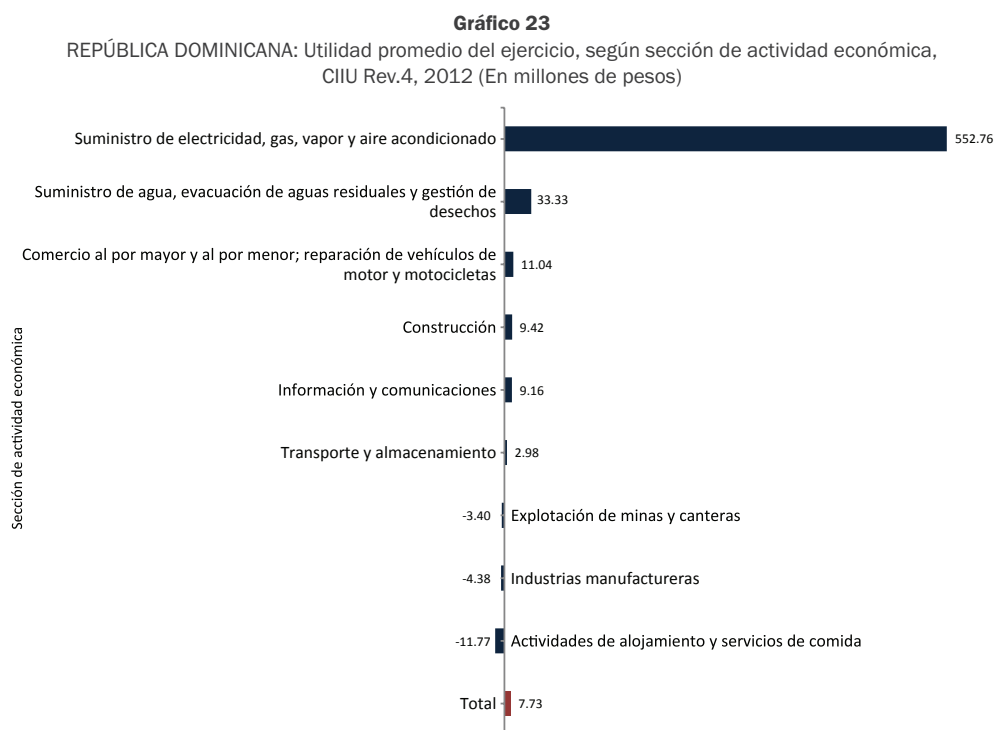 Gráfico 23
REPÚBLICA DOMINICANA: Utilidad promedio del ejercicio, según sección de actividad económica,
CIIU Rev.4, 2012 (En millones de pesos)
Sección de actividad económica
Suministro de electricidad, gas, vapor y aire acondicionado 552.76
Suministro de agua, evacuación de aguas residuales y gestión de
desechos 33.33
Comercio al por mayor y al por menor; reparación de vehículos de
motor y motocicletas 11.04
Construcción 9.42
Información y comunicaciones 9.16
Transporte y almacenamiento 2.98
-3.40 Explotación de minas y canteras
-4.38 Industrias manufactureras
-11.77 Actividades de alojamiento y servicios de comida
Total 7.73